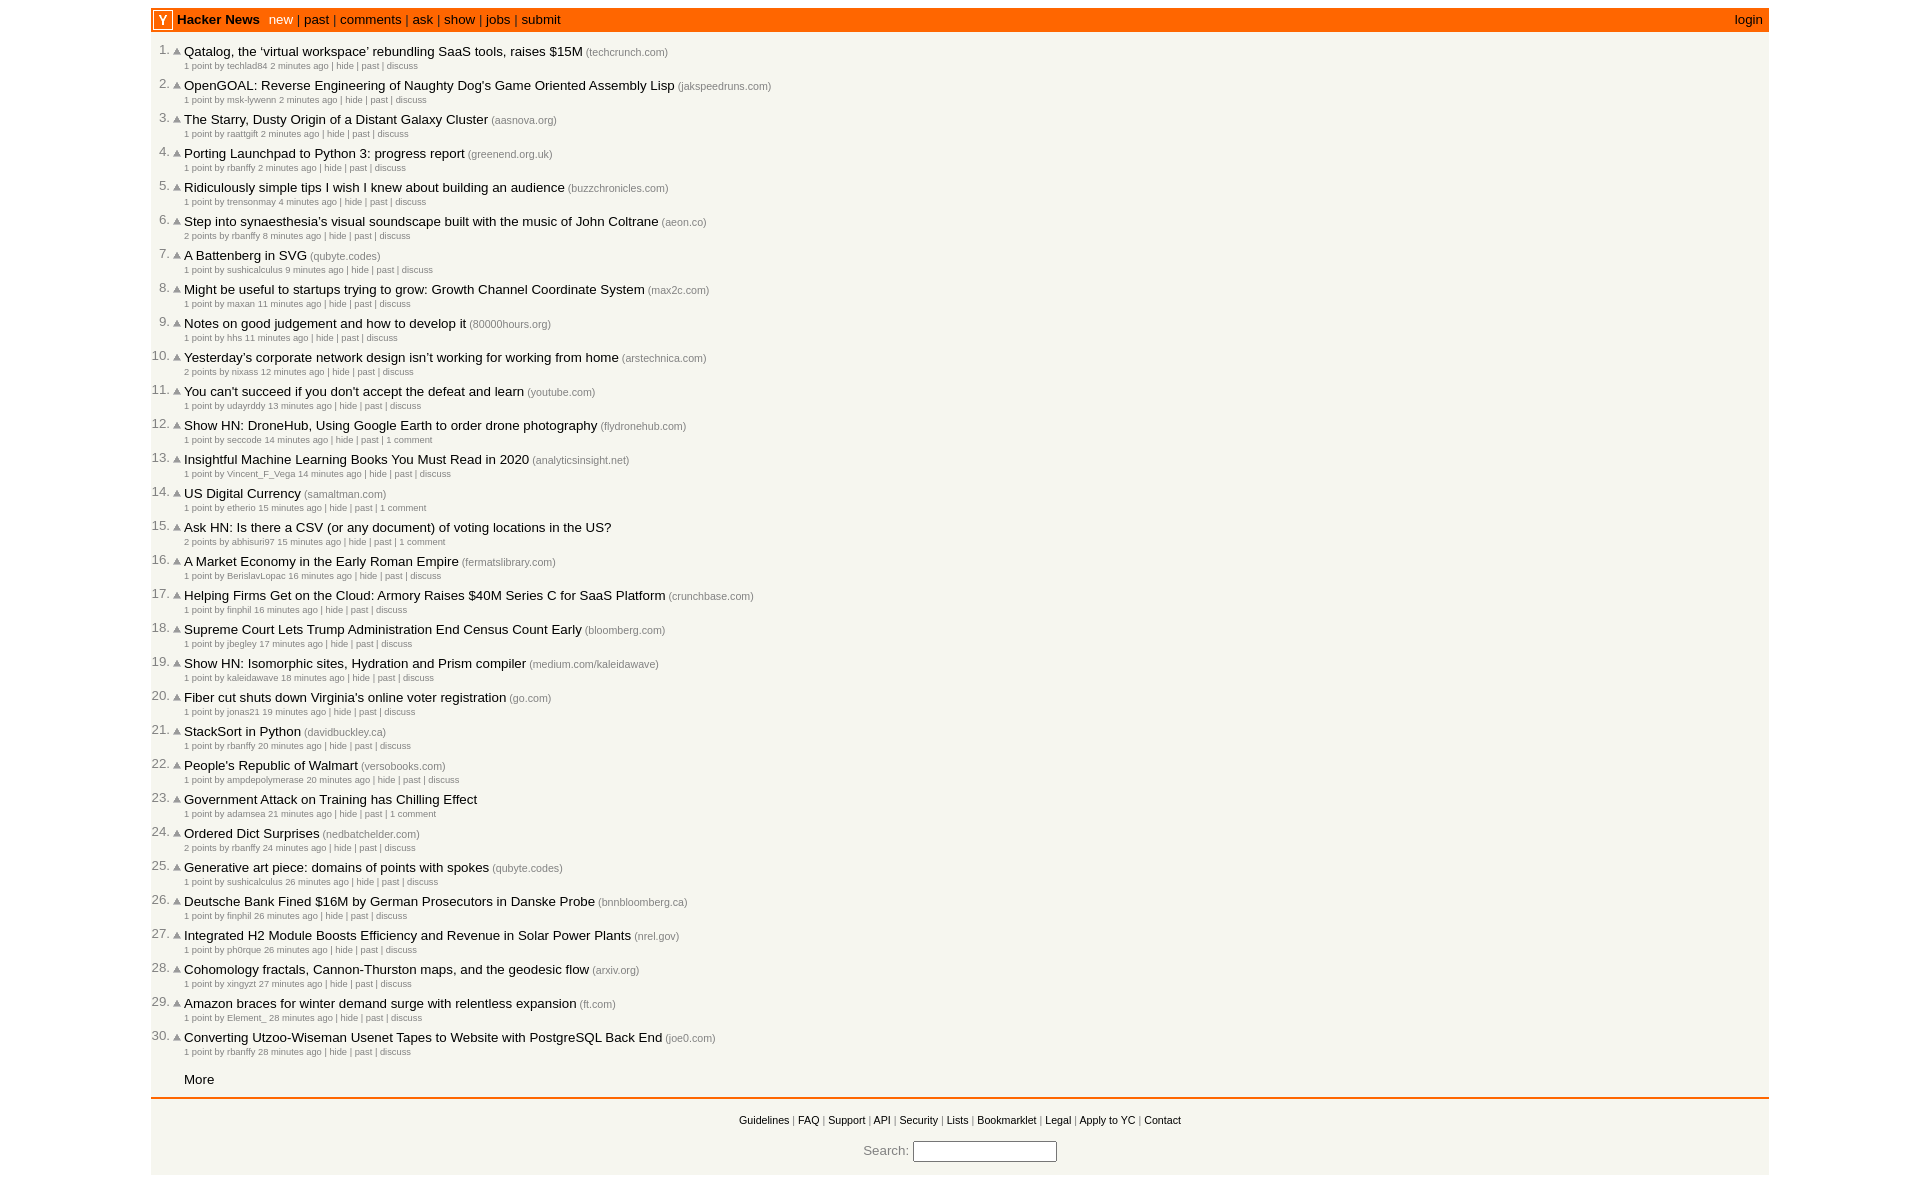 Y Hacker News new | past | comments | ask | show | jobs | submit login
1. Qatalog, the ‘virtual workspace’ rebundling SaaS tools, raises $15M (techcrunch.com)
1 point by techlad84 2 minutes ago | hide | past | discuss
2. OpenGOAL: Reverse Engineering of Naughty Dog's Game Oriented Assembly Lisp (jakspeedruns.com)
1 point by msk-lywenn 2 minutes ago | hide | past | discuss
3. The Starry, Dusty Origin of a Distant Galaxy Cluster (aasnova.org)
1 point by raattgift 2 minutes ago | hide | past | discuss
4. Porting Launchpad to Python 3: progress report (greenend.org.uk)
1 point by rbanffy 2 minutes ago | hide | past | discuss
5. Ridiculously simple tips I wish I knew about building an audience (buzzchronicles.com)
1 point by trensonmay 4 minutes ago | hide | past | discuss
6. Step into synaesthesia’s visual soundscape built with the music of John Coltrane (aeon.co)
2 points by rbanffy 8 minutes ago | hide | past | discuss
7. A Battenberg in SVG (qubyte.codes)
1 point by sushicalculus 9 minutes ago | hide | past | discuss
8. Might be useful to startups trying to grow: Growth Channel Coordinate System (max2c.com)
1 point by maxan 11 minutes ago | hide | past | discuss
9. Notes on good judgement and how to develop it (80000hours.org)
1 point by hhs 11 minutes ago | hide | past | discuss
10. Yesterday’s corporate network design isn’t working for working from home (arstechnica.com)
2 points by nixass 12 minutes ago | hide | past | discuss
11. You can't succeed if you don't accept the defeat and learn (youtube.com)
1 point by udayrddy 13 minutes ago | hide | past | discuss
12. Show HN: DroneHub, Using Google Earth to order drone photography (flydronehub.com)
1 point by seccode 14 minutes ago | hide | past | 1 comment
13. Insightful Machine Learning Books You Must Read in 2020 (analyticsinsight.net)
1 point by Vincent_F_Vega 14 minutes ago | hide | past | discuss
14. US Digital Currency (samaltman.com)
1 point by etherio 15 minutes ago | hide | past | 1 comment
15. Ask HN: Is there a CSV (or any document) of voting locations in the US?
2 points by abhisuri97 15 minutes ago | hide | past | 1 comment
16. A Market Economy in the Early Roman Empire (fermatslibrary.com)
1 point by BerislavLopac 16 minutes ago | hide | past | discuss
17. Helping Firms Get on the Cloud: Armory Raises $40M Series C for SaaS Platform (crunchbase.com)
1 point by finphil 16 minutes ago | hide | past | discuss
18. Supreme Court Lets Trump Administration End Census Count Early (bloomberg.com)
1 point by jbegley 17 minutes ago | hide | past | discuss
19. Show HN: Isomorphic sites, Hydration and Prism compiler (medium.com/kaleidawave)
1 point by kaleidawave 18 minutes ago | hide | past | discuss
20. Fiber cut shuts down Virginia's online voter registration (go.com)
1 point by jonas21 19 minutes ago | hide | past | discuss
21. StackSort in Python (davidbuckley.ca)
1 point by rbanffy 20 minutes ago | hide | past | discuss
22. People's Republic of Walmart (versobooks.com)
1 point by ampdepolymerase 20 minutes ago | hide | past | discuss
23. Government Attack on Training has Chilling Effect
1 point by adamsea 21 minutes ago | hide | past | 1 comment
24. Ordered Dict Surprises (nedbatchelder.com)
2 points by rbanffy 24 minutes ago | hide | past | discuss
25. Generative art piece: domains of points with spokes (qubyte.codes)
1 point by sushicalculus 26 minutes ago | hide | past | discuss
26. Deutsche Bank Fined $16M by German Prosecutors in Danske Probe (bnnbloomberg.ca)
1 point by finphil 26 minutes ago | hide | past | discuss
27. Integrated H2 Module Boosts Efficiency and Revenue in Solar Power Plants (nrel.gov)
1 point by ph0rque 26 minutes ago | hide | past | discuss
28. Cohomology fractals, Cannon-Thurston maps, and the geodesic flow (arxiv.org)
1 point by xingyzt 27 minutes ago | hide | past | discuss
29. Amazon braces for winter demand surge with relentless expansion (ft.com)
1 point by Element_ 28 minutes ago | hide | past | discuss
30. Converting Utzoo-Wiseman Usenet Tapes to Website with PostgreSQL Back End (joe0.com)
1 point by rbanffy 28 minutes ago | hide | past | discuss
More
Guidelines | FAQ | Support | API | Security | Lists | Bookmarklet | Legal | Apply to YC | Contact
Search: